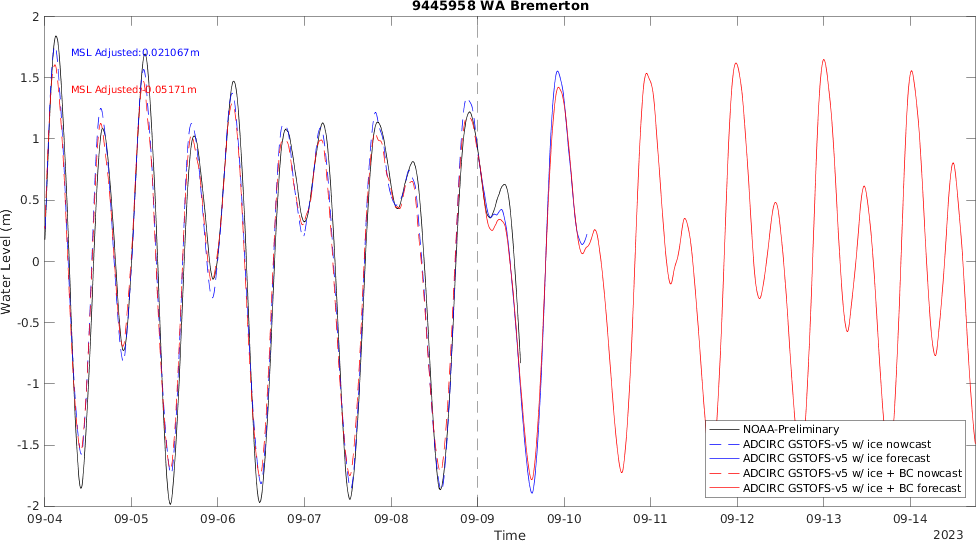 9445958 WA Bremerton
MSL Adjusted:0.021067m
MSL Adjusted:-0.05171m
Water Level (m)
2
1.5
1
0.5
0
-0.5
-1
-1.5
-2
NOAA-Preliminary
ADCIRC GSTOFS-v5 w/ ice nowcast
ADCIRC GSTOFS-v5 w/ ice forecast
ADCIRC GSTOFS-v5 w/ ice + BC nowcast
ADCIRC GSTOFS-v5 w/ ice + BC forecast
09-04 09-05 09-06 09-07 09-08 09-09 09-10 09-11 09-12 09-13 09-14
Time
2023